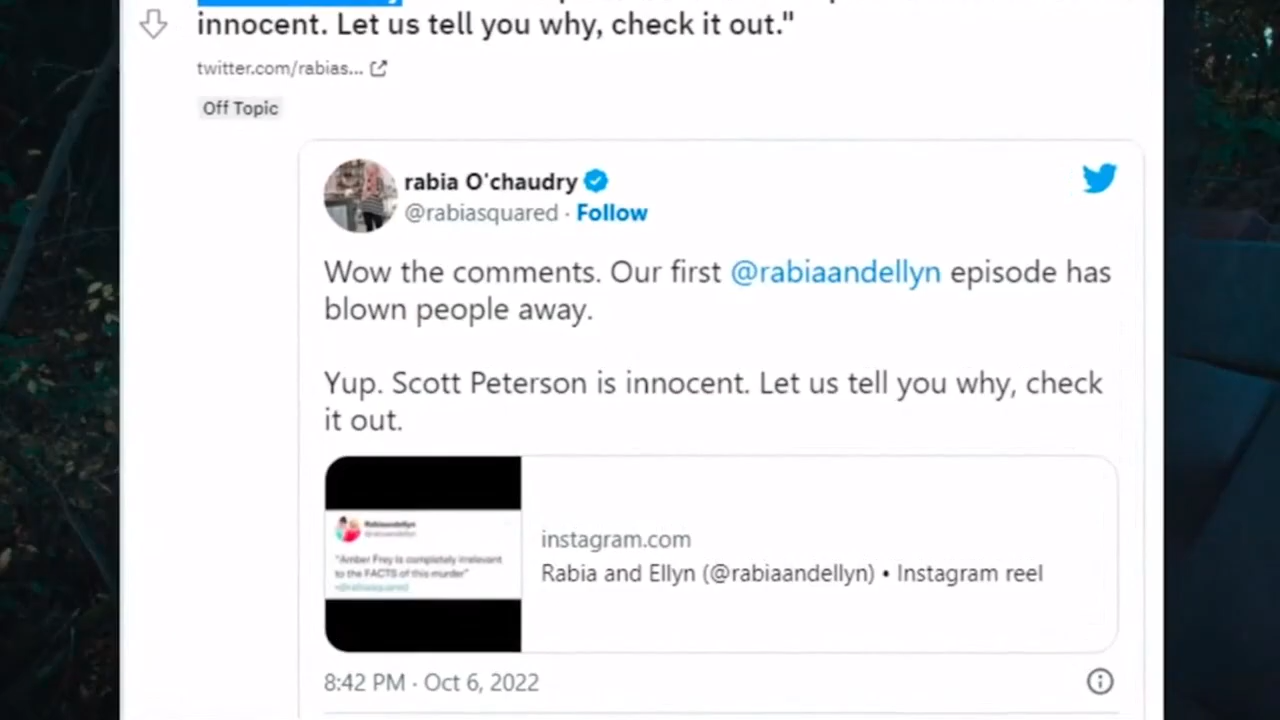 innocent. Let us tell you why, check it out."
twitter.com/rabias...
Off Topic
rabia O'chaudry
@rabiasquared · Follow
Wow the comments. Our first @rabiaandellyn episode has
blown people away.
Yup. Scott Peterson is innocent. Let us tell you why, check
it out.
Rabiaandellyn
"Amber Frey is completely irrelevant
to the FACTS of this murder"
-@rabiasquared
instagram.com
Rabia and Ellyn (@rabiaandellyn) • Instagram reel
8:42 PM · Oct 6, 2022